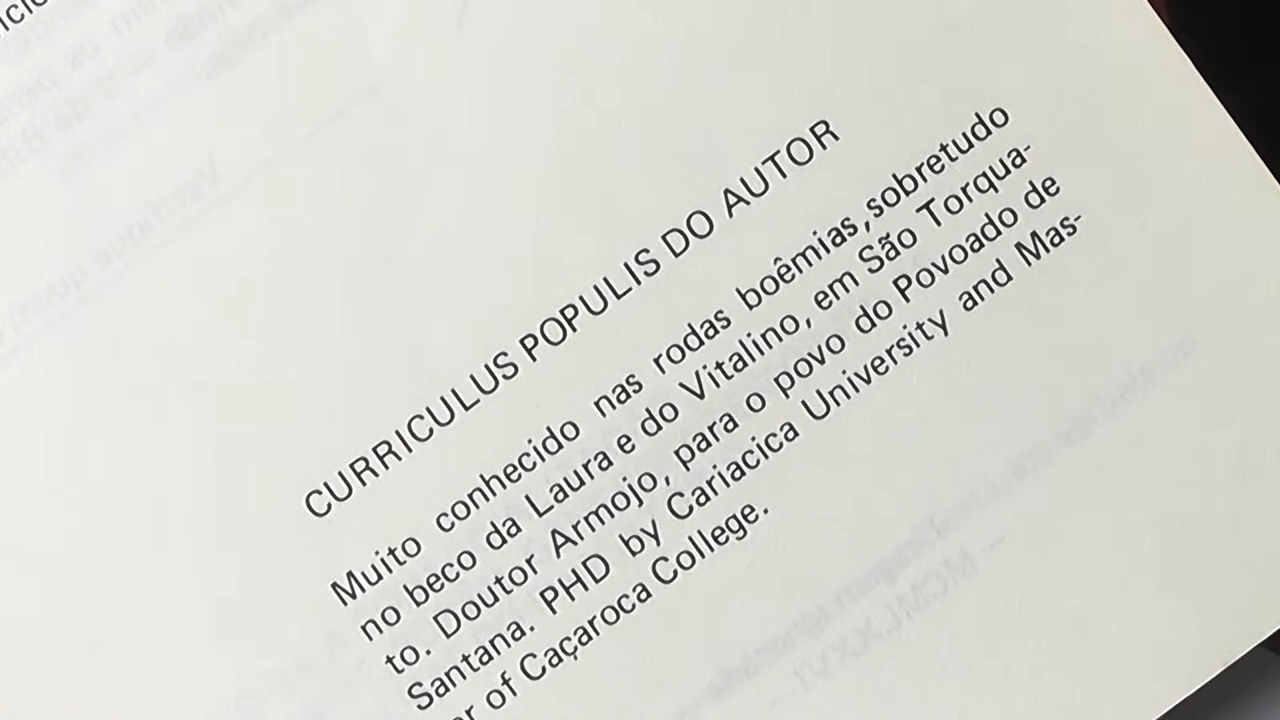 CURRICULUS POPULIS DO AUTOR
Muito conhecido nas rodas boêmias, sobretudo
no beco da Laura e do Vitalino, em São Torqua-
to. Doutor Armojo, para o povo do Povoado de
Santana. PHD by Cariacica University and Mas-
er of Caçaroca College.